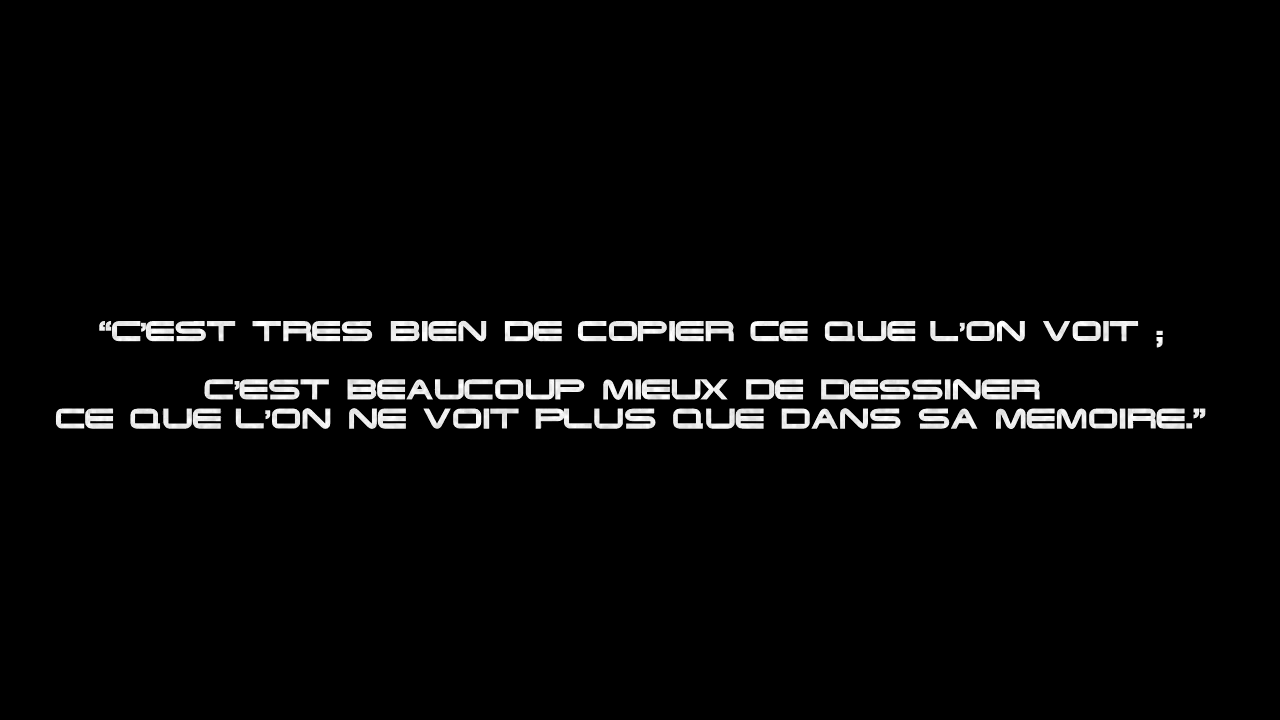 “C’EST TRES BIEN DE COPIER CE QUE L’ON VOIT ;
C’EST BEAUCOUP MIEUX DE DESSINER
CE QUE L’ON NE VOIT PLUS QUE DANS SA MEMOIRE.”